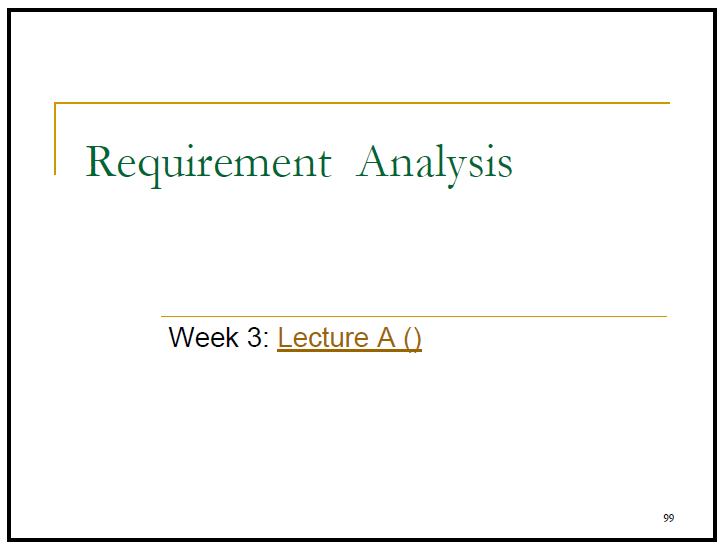 Requirement Analysis
Week 3: Lecture A ()
99